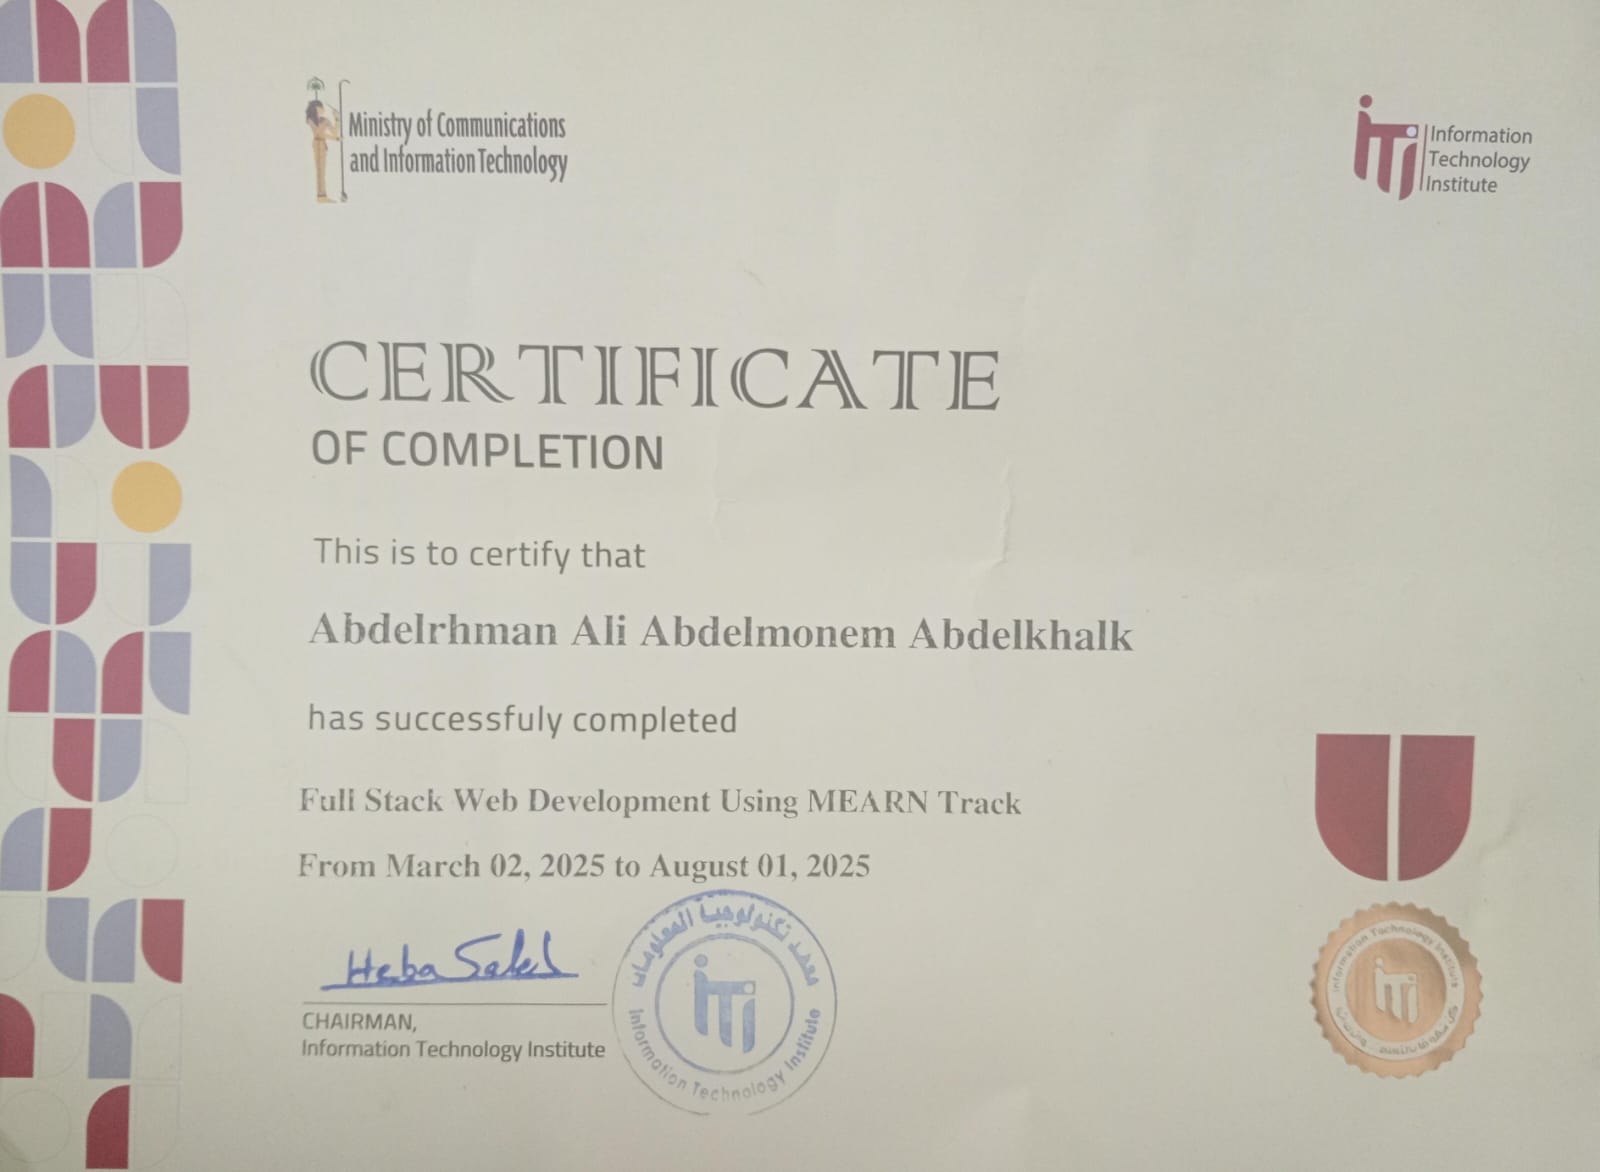 Ministry of Communications
and Information Technology
iTi
Information
Technology
Institute
CERTIFICATE
OF COMPLETION
This is to certify that
Abdelrhman Ali Abdelmonem Abdelkhalk
has successfuly completed
Full Stack Web Development Using MEARN Track
From March 02, 2025 to August 01, 2025
Heba Saleh
CHAIRMAN,
Information Technology Institute
معهد تكنولوجيا المعلومات
iTi
Information Technology Institute
Information Technology Institute
iTi